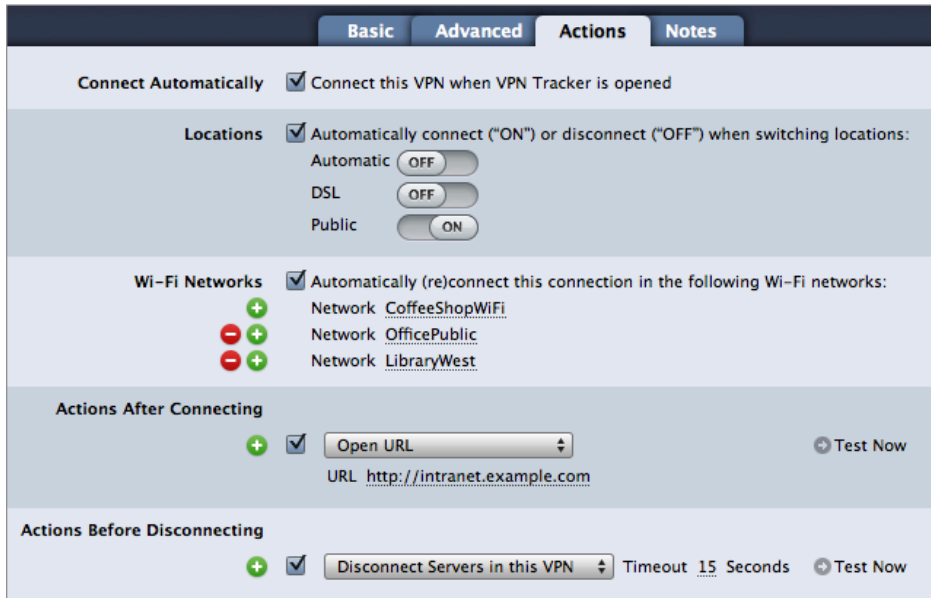 Basic Advanced Actions Notes
Connect Automatically Connect this VPN when VPN Tracker is opened
Locations Automatically connect (“ON”) or disconnect (“OFF”) when switching locations:
Automatic OFF
DSL OFF
Public ON
Wi-Fi Networks Automatically (re)connect this connection in the following Wi-Fi networks:
Network CoffeeShopWiFi
Network OfficePublic
Network LibraryWest
Actions After Connecting
Open URL Test Now
URL http://intranet.example.com
Actions Before Disconnecting
Disconnect Servers in this VPN Timeout 15 Seconds Test Now